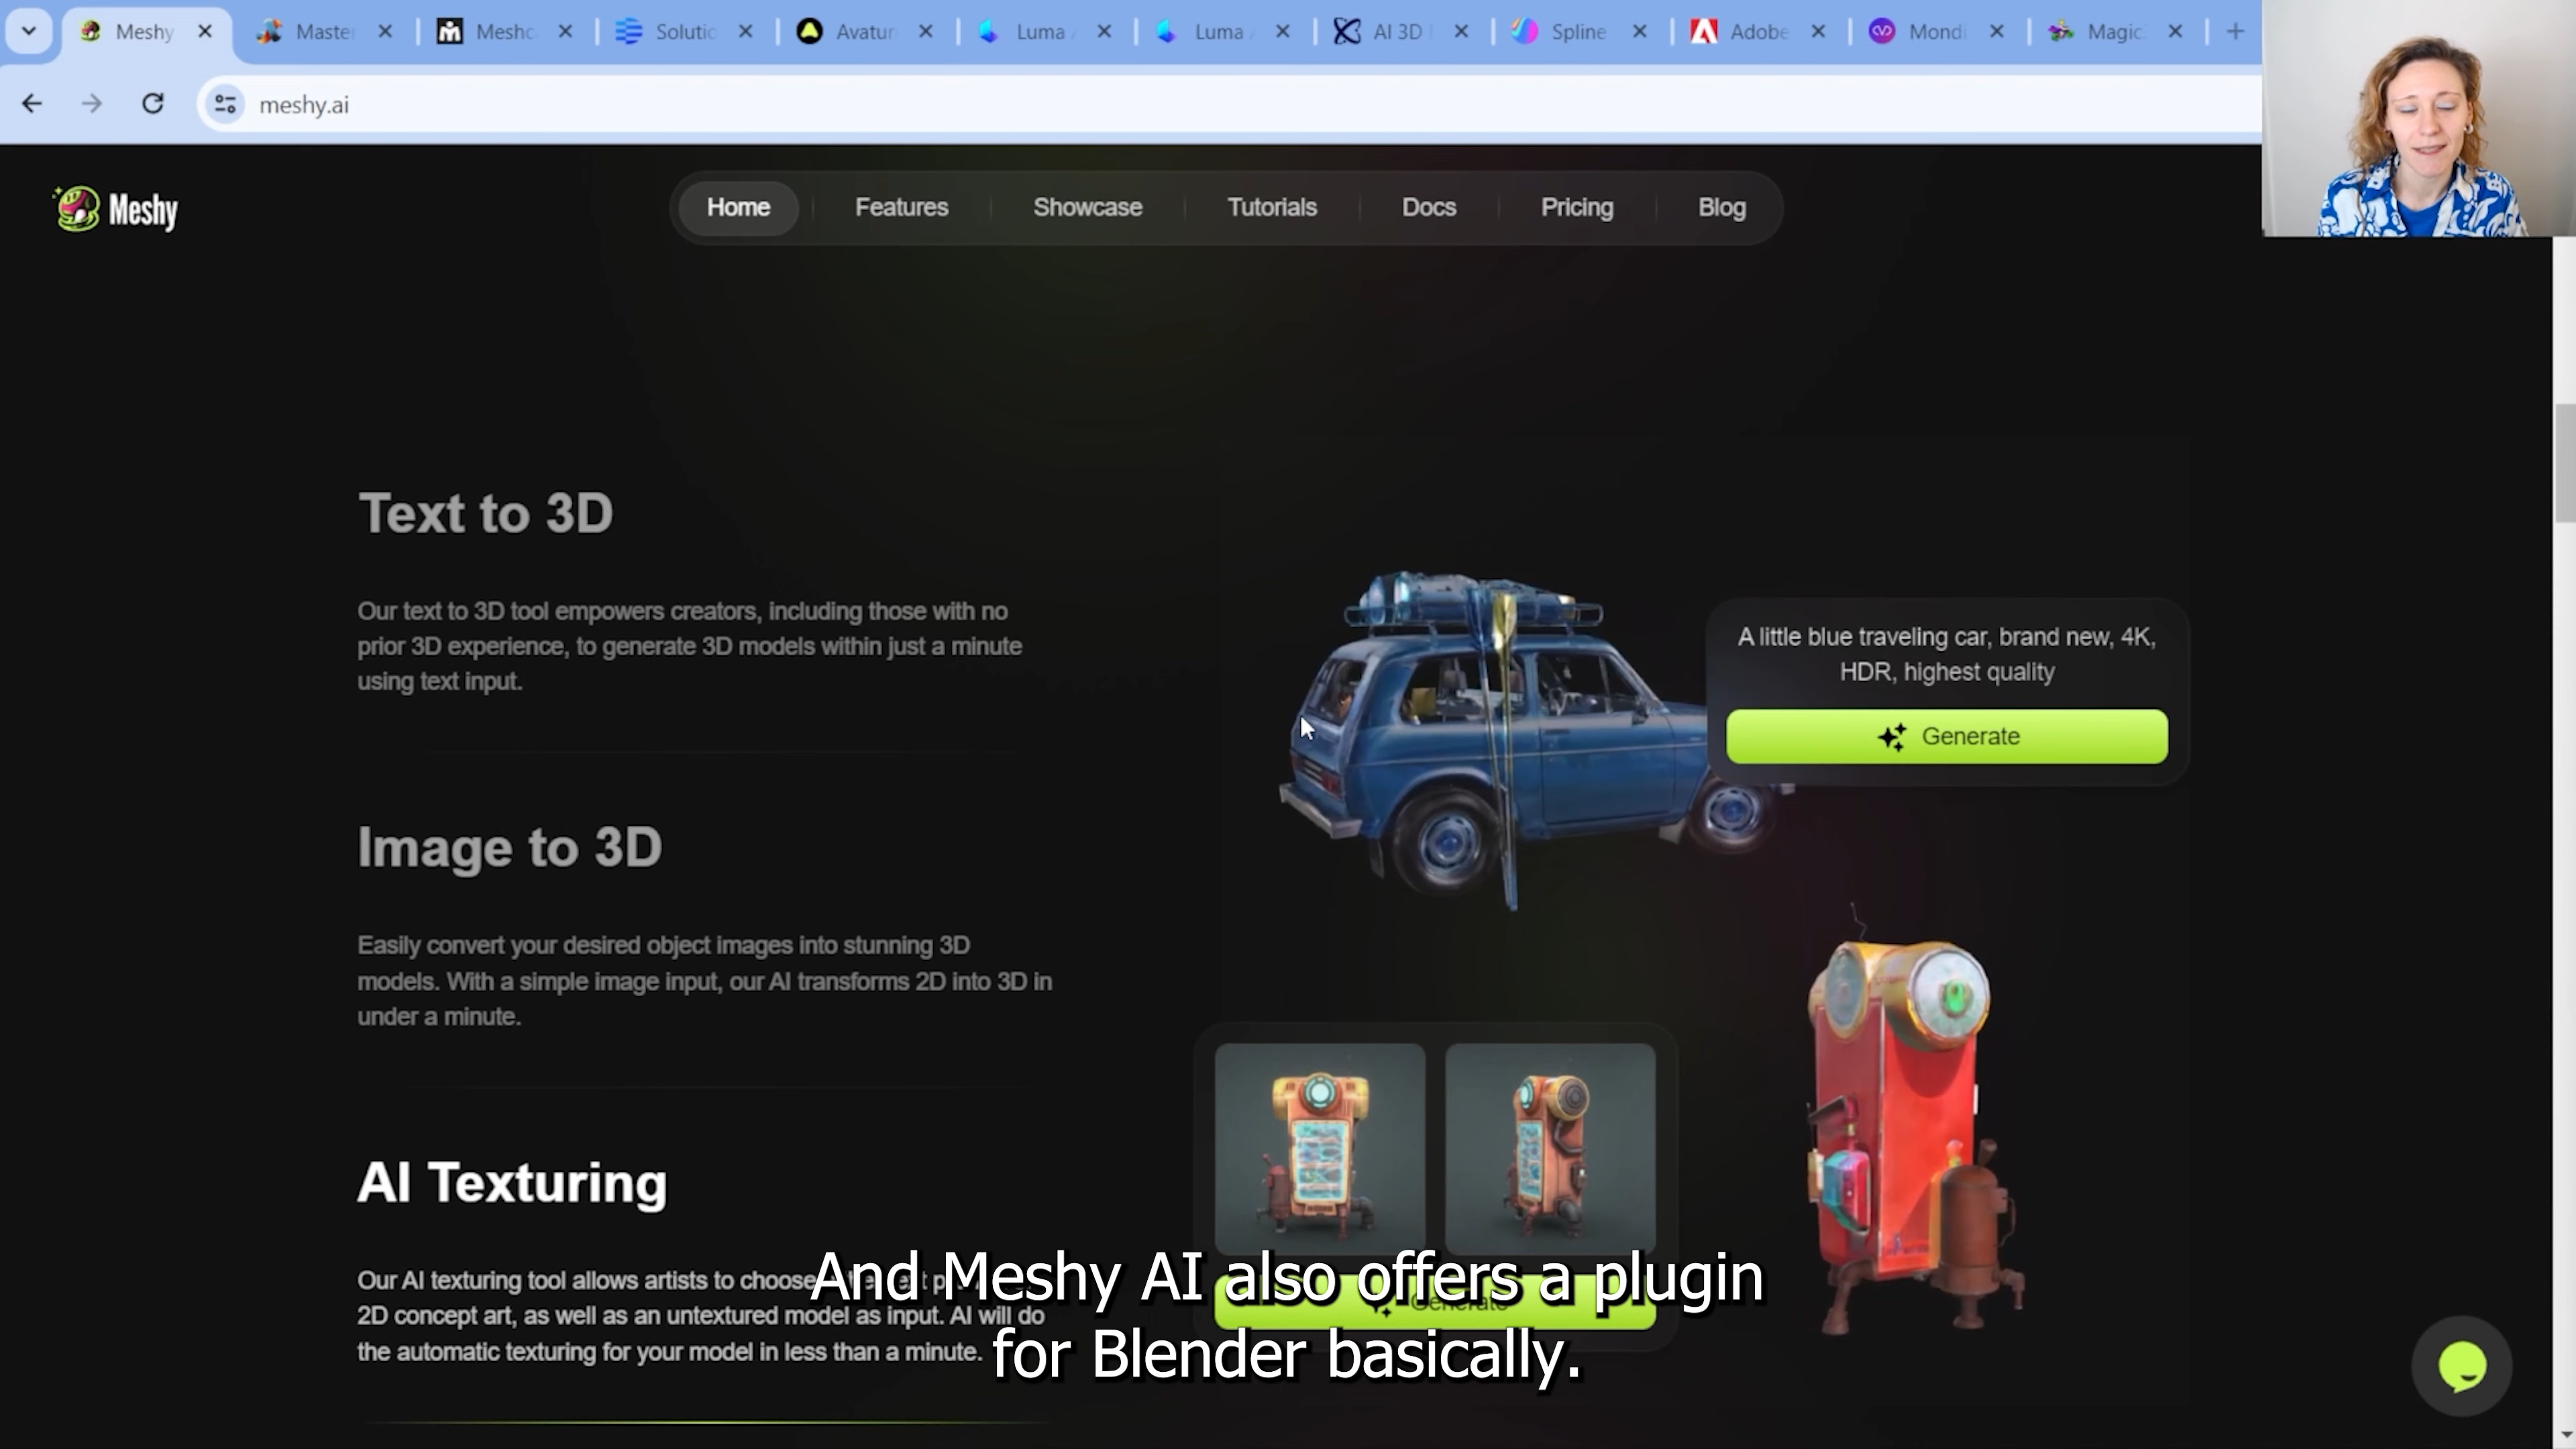 Meshy
Master
Meshc
Solutio
Avatur
Luma
Luma
AI 3D
Spline
Adobe
Mondi
Magic
meshy.ai
Meshy
Home
Features
Showcase
Tutorials
Docs
Pricing
Blog
Text to 3D
Our text to 3D tool empowers creators, including those with no
prior 3D experience, to generate 3D models within just a minute
using text input.
A little blue traveling car, brand new, 4K,
HDR, highest quality
Generate
Image to 3D
Easily convert your desired object images into stunning 3D
models. With a simple image input, our AI transforms 2D into 3D in
under a minute.
AI Texturing
Our AI texturing tool allows artists to choose
2D concept art, as well as an untextured model as input. AI will do
the automatic texturing for your model in less than a minute.
Generate
And Meshy AI also offers a plugin
for Blender basically.